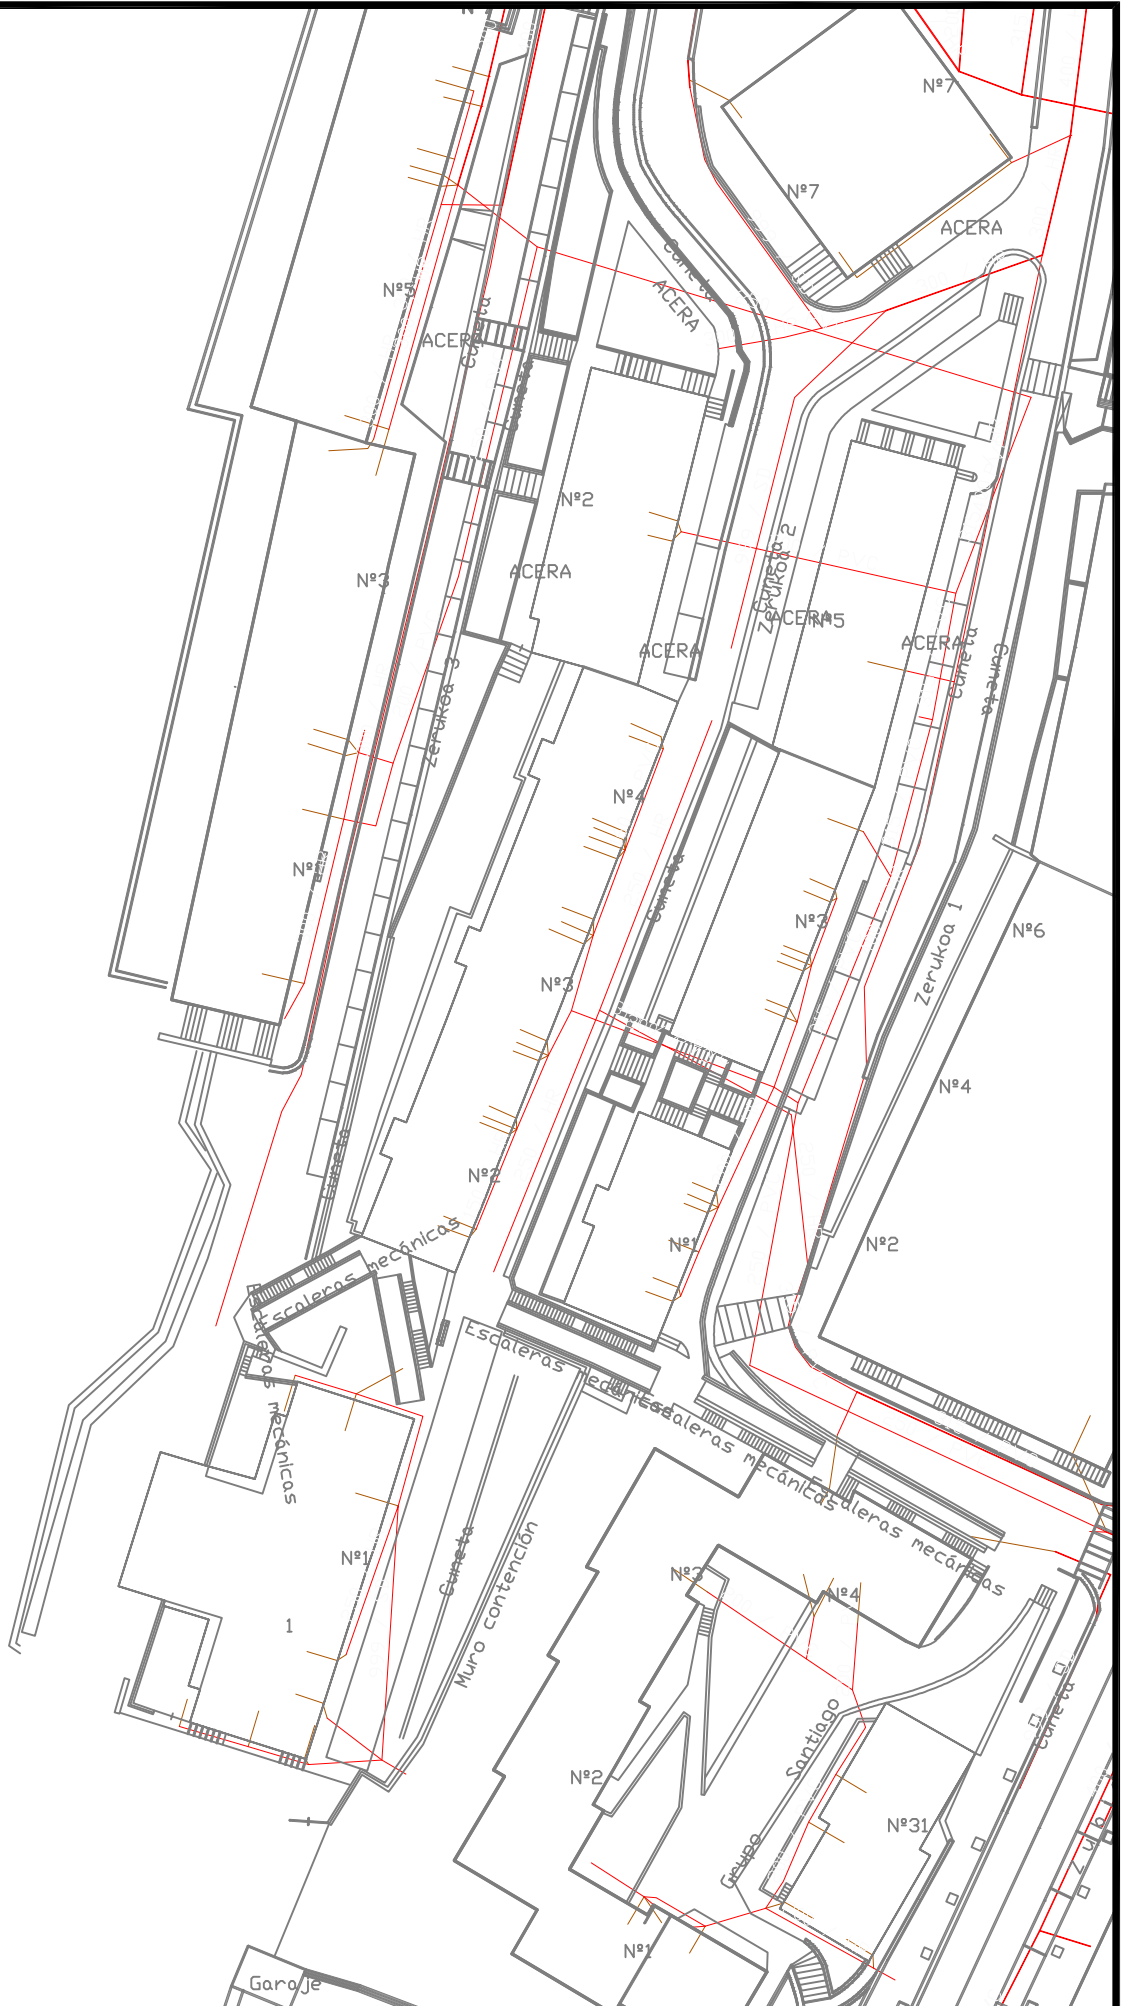 Nº7
Nº7
ACERA
Cuneta
ACERA
Nº5
ACERA
Cuneta
Cuneta
Nº2
ACERA
Nº3
Cuneta
Zerukoa 2
ACERA
Nº5
ACERA
ACERA
Cuneta
Cuneta
Zerukoa 3
Nº4
Cuneta
Nº3
Zerukoa 1
Nº6
Nº3
Nº4
Nº2
Cuneta
Nº1
Nº2
Escaleras mecánicas
Escaleras mecánicas
Escaleras mecánicas
Escaleras mecánicas
Escaleras mecánicas
Nº1
1
Cuneta
Muro contención
Nº3
Nº4
Cuneta
Grupo Santiago
Nº2
Nº31
Nº1
Garaje